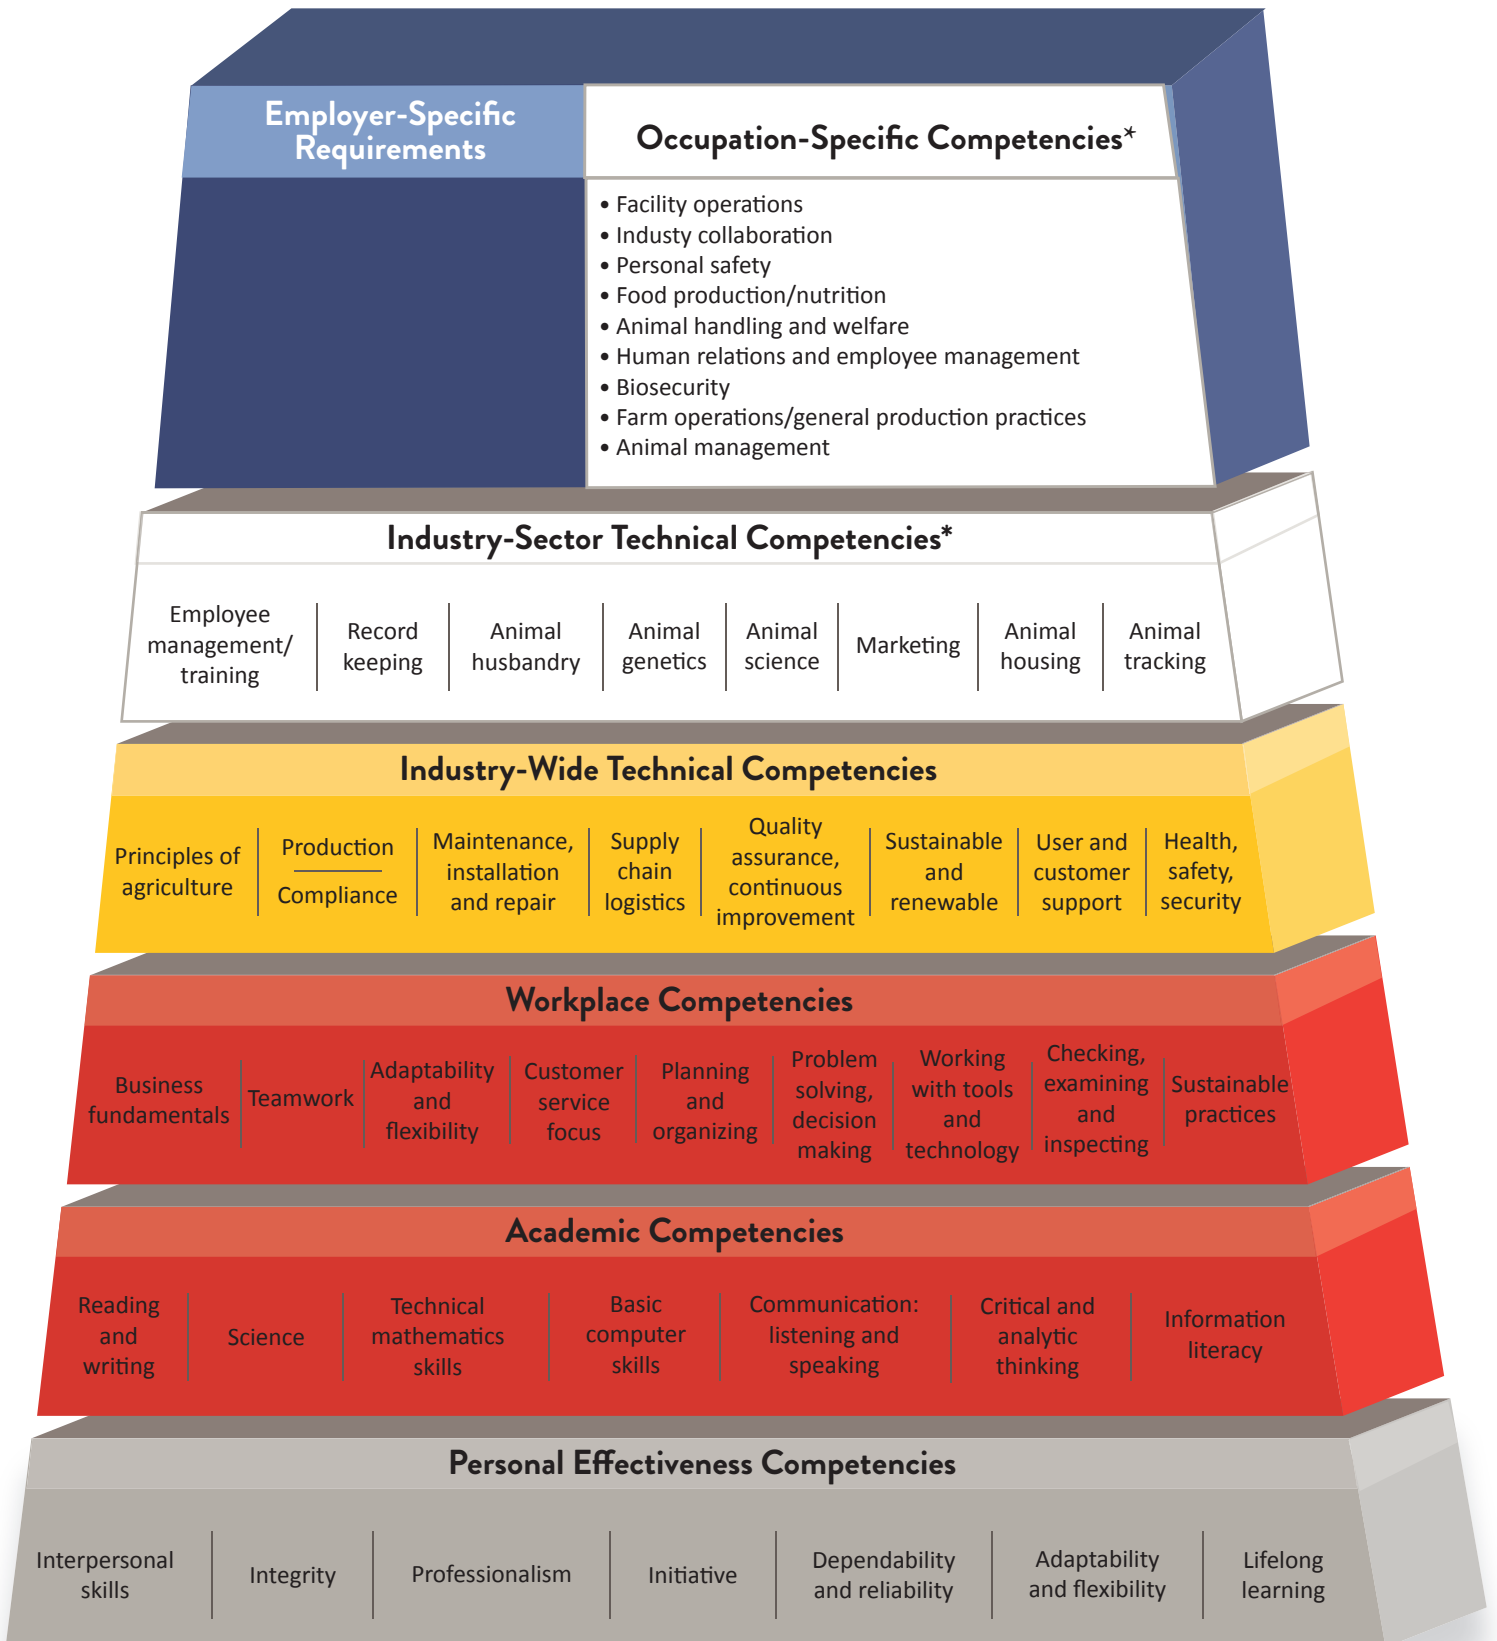 Employer-Specific
Requirements
Occupation-Specific Competencies*
• Facility operations
• Industy collaboration
• Personal safety
• Food production/nutrition
• Animal handling and welfare
• Human relations and employee management
• Biosecurity
• Farm operations/general production practices
• Animal management
Industry-Sector Technical Competencies*
Employee
management/
training
Record
keeping
Animal
husbandry
Animal
genetics
Animal
science
Marketing
Animal
housing
Animal
tracking
Industry-Wide Technical Competencies
Principles of
agriculture
Production
Compliance
Maintenance,
installation
and repair
Supply
chain
logistics
Quality
assurance,
continuous
improvement
Sustainable
and
renewable
User and
customer
support
Health,
safety,
security
Workplace Competencies
Business
fundamentals
Teamwork
Adaptability
and
flexibility
Customer
service
focus
Planning
and
organizing
Problem
solving,
decision
making
Working
with tools
and
technology
Checking,
examining
and
inspecting
Sustainable
practices
Academic Competencies
Reading
and
writing
Science
Technical
mathematics
skills
Basic
computer
skills
Communication:
listening and
speaking
Critical and
analytic
thinking
Information
literacy
Personal Effectiveness Competencies
Interpersonal
skills
Integrity
Professionalism
Initiative
Dependability
and reliability
Adaptability
and flexibility
Lifelong
learning